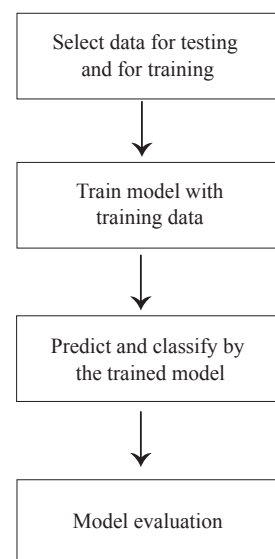 Select data for testing
and for training
Train model with
training data
Predict and classify by
the trained model
Model evaluation